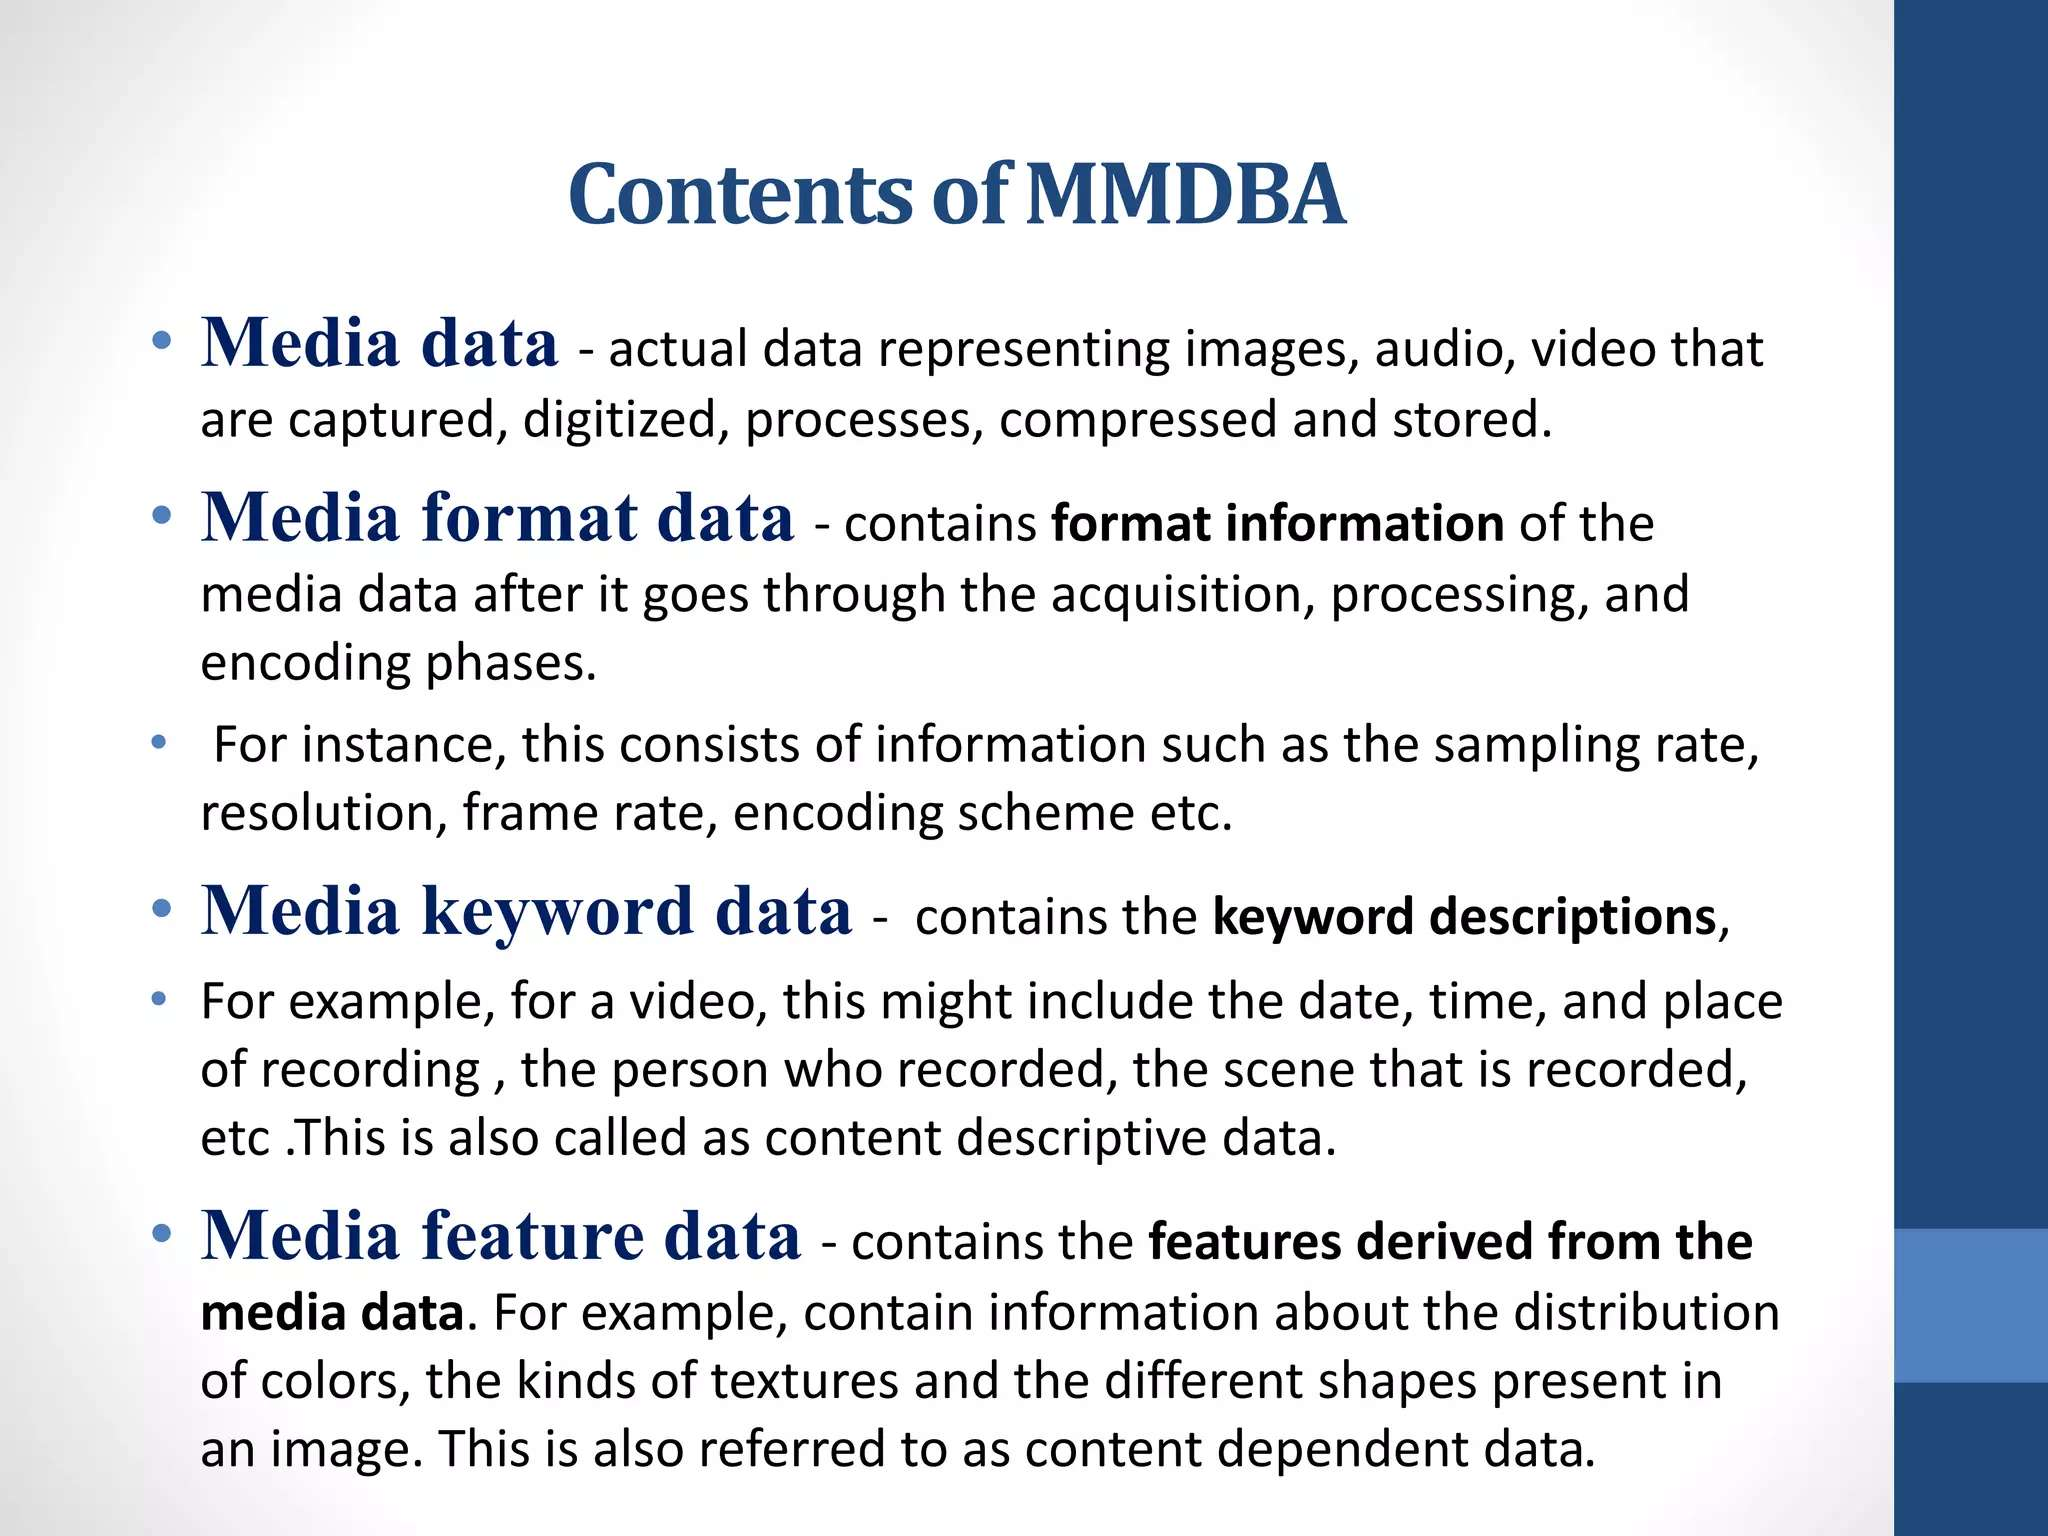 Contents of MMDBA
• Media data - actual data representing images, audio, video that
are captured, digitized, processes, compressed and stored.
• Media format data - contains format information of the
media data after it goes through the acquisition, processing, and
encoding phases.
• For instance, this consists of information such as the sampling rate,
resolution, frame rate, encoding scheme etc.
• Media keyword data - contains the keyword descriptions,
• For example, for a video, this might include the date, time, and place
of recording , the person who recorded, the scene that is recorded,
etc .This is also called as content descriptive data.
• Media feature data - contains the features derived from the
media data. For example, contain information about the distribution
of colors, the kinds of textures and the different shapes present in
an image. This is also referred to as content dependent data.